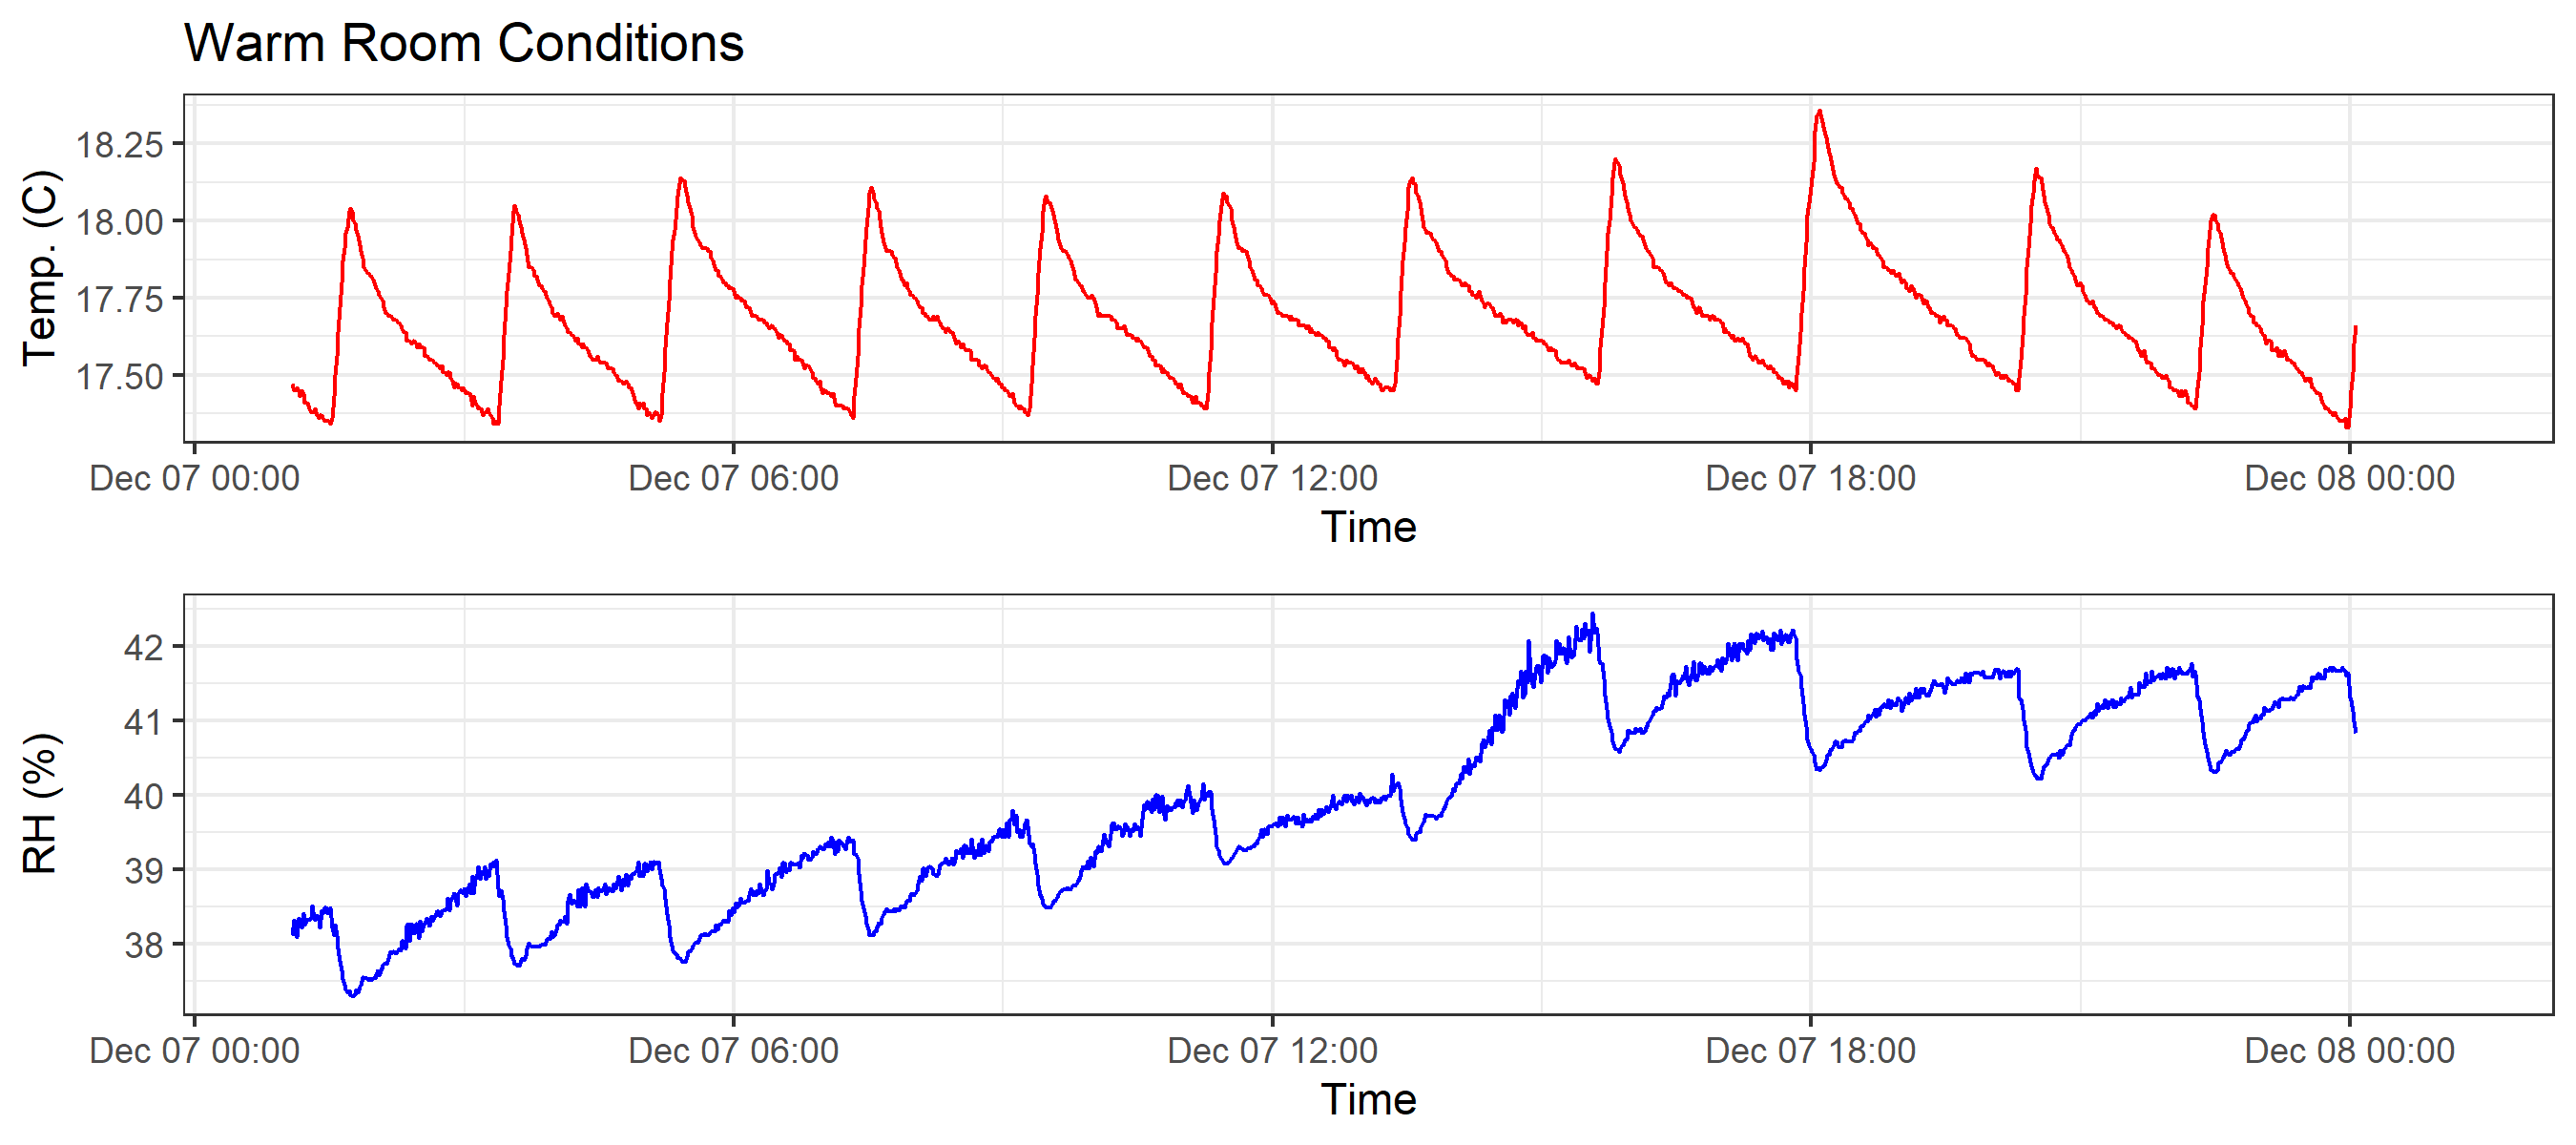 Warm Room Conditions
Temp. (C)
18.25
18.00
17.75
17.50
Dec 07 00:00 Dec 07 06:00 Dec 07 12:00 Dec 07 18:00 Dec 08 00:00
Time
RH (%)
42
41
40
39
38
Dec 07 00:00 Dec 07 06:00 Dec 07 12:00 Dec 07 18:00 Dec 08 00:00
Time